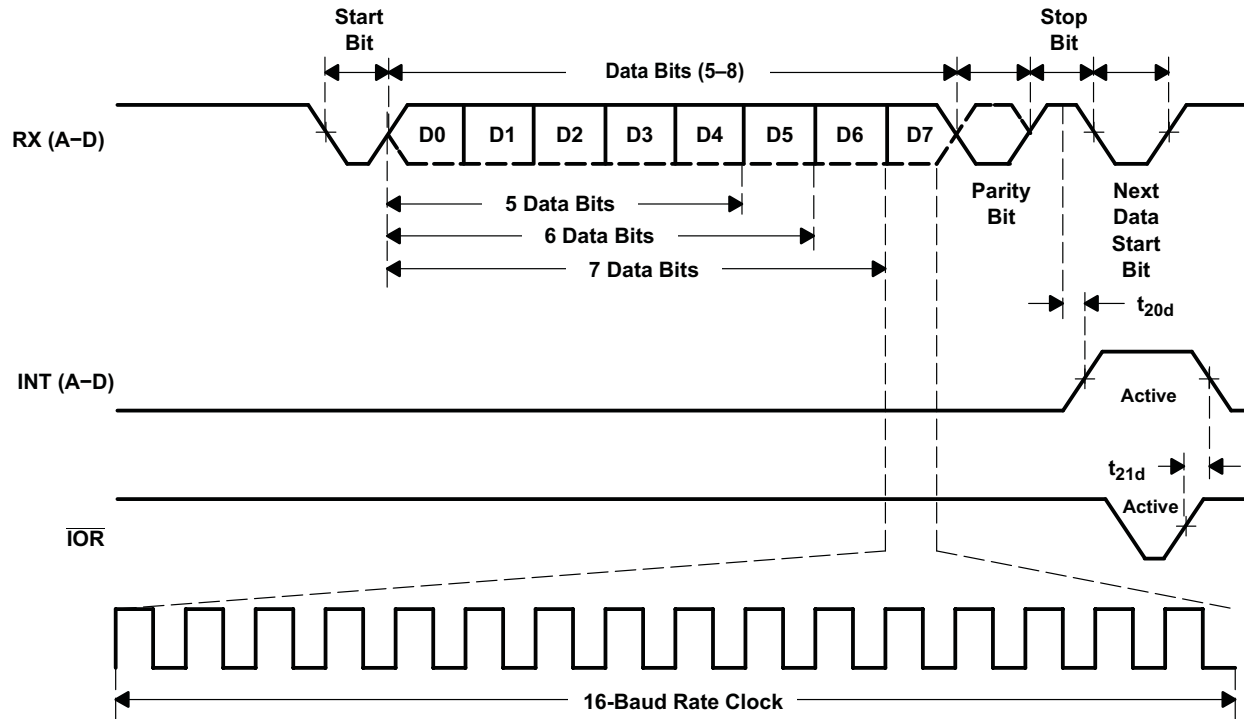 Start
Bit
Stop
Bit
Data Bits (5–8)
RX (A–D)
D0 D1 D2 D3 D4 D5 D6 D7
5 Data Bits
6 Data Bits
7 Data Bits
Parity
Bit
Next
Data
Start
Bit
t20d
INT (A–D)
Active
t21d
Active
IOR
16-Baud Rate Clock